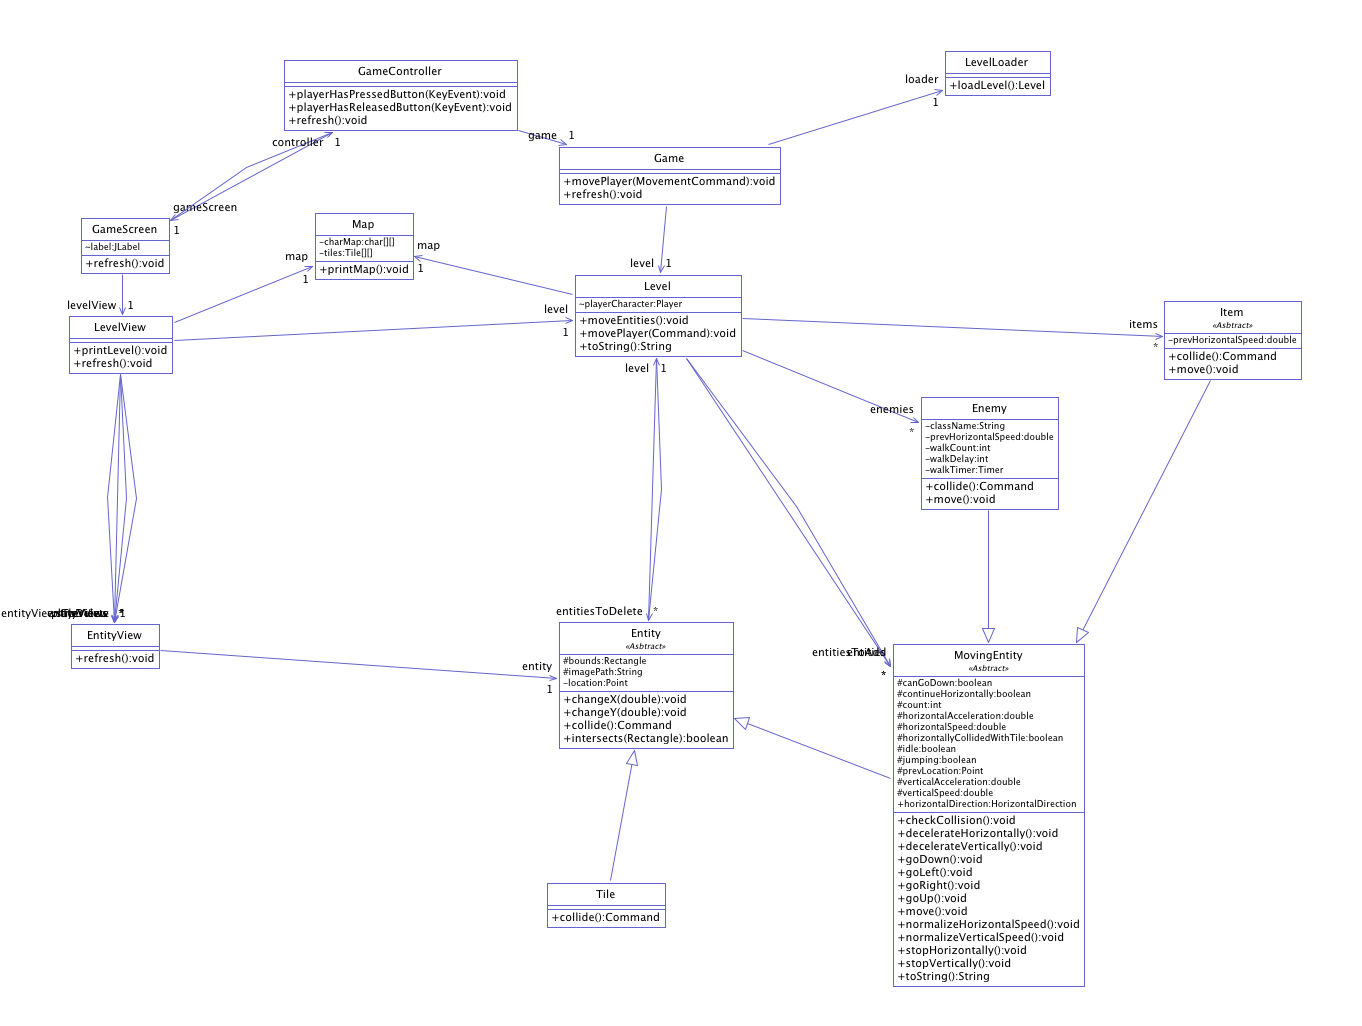 GameController
+playerHasPressedButton(KeyEvent):void
+playerHasReleasedButton(KeyEvent):void
+refresh():void
LevelLoader
+loadLevel():Level
loader
1
controller
1
game
1
Game
+movePlayer(MovementCommand):void
+refresh():void
gameScreen
1
GameScreen
~label:JLabel
+refresh():void
Map
-charMap:char[][]
-tiles:Tile[][]
+printMap():void
map
1
map
1
level
1
levelView
1
LevelView
+printLevel():void
+refresh():void
level
1
Level
~playerCharacter:Player
+moveEntities():void
+movePlayer(Command):void
+toString():String
level
1
items
*
Item
«Asbtract»
-prevHorizontalSpeed:double
+collide():Command
+move():void
enemies
*
Enemy
-className:String
-prevHorizontalSpeed:double
-walkCount:int
-walkDelay:int
-walkTimer:Timer
+collide():Command
+move():void
1
EntityView
+refresh():void
entity
1
entitiesToDelete
*
Entity
«Asbtract»
#bounds:Rectangle
#imagePath:String
-location:Point
+changeX(double):void
+changeY(double):void
+collide():Command
+intersects(Rectangle):boolean
*
MovingEntity
«Asbtract»
#canGoDown:boolean
#continueHorizontally:boolean
#count:int
#horizontalAcceleration:double
#horizontalSpeed:double
#horizontallyCollidedWithTile:boolean
#idle:boolean
#jumping:boolean
#prevLocation:Point
#verticalAcceleration:double
#verticalSpeed:double
+horizontalDirection:HorizontalDirection
+checkCollision():void
+decelerateHorizontally():void
+decelerateVertically():void
+goDown():void
+goLeft():void
+goRight():void
+goUp():void
+move():void
+normalizeHorizontalSpeed():void
+normalizeVerticalSpeed():void
+stopHorizontally():void
+stopVertically():void
+toString():String
Tile
+collide():Command